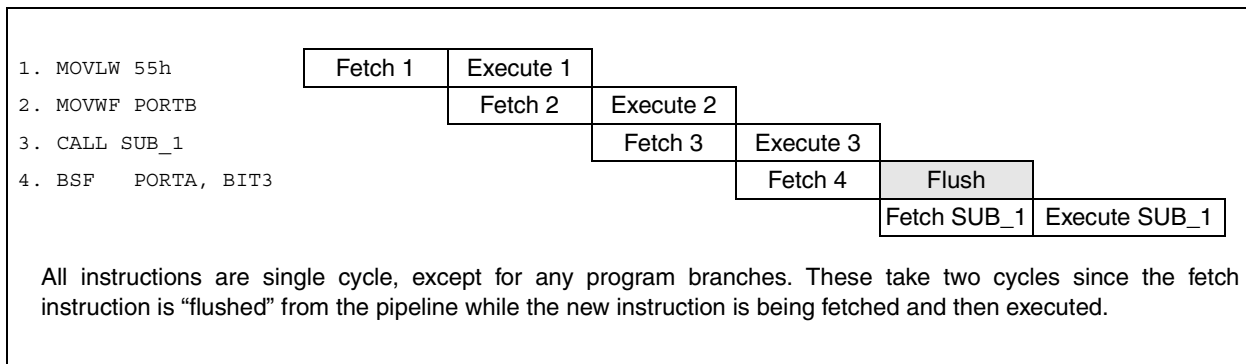 1. MOVLW 55h Fetch 1 Execute 1
2. MOVWF PORTB Fetch 2 Execute 2
3. CALL SUB_1 Fetch 3 Execute 3
4. BSF PORTA, BIT3 Fetch 4 Flush
Fetch SUB_1 Execute SUB_1
All instructions are single cycle, except for any program branches. These take two cycles since the fetch
instruction is “flushed” from the pipeline while the new instruction is being fetched and then executed.